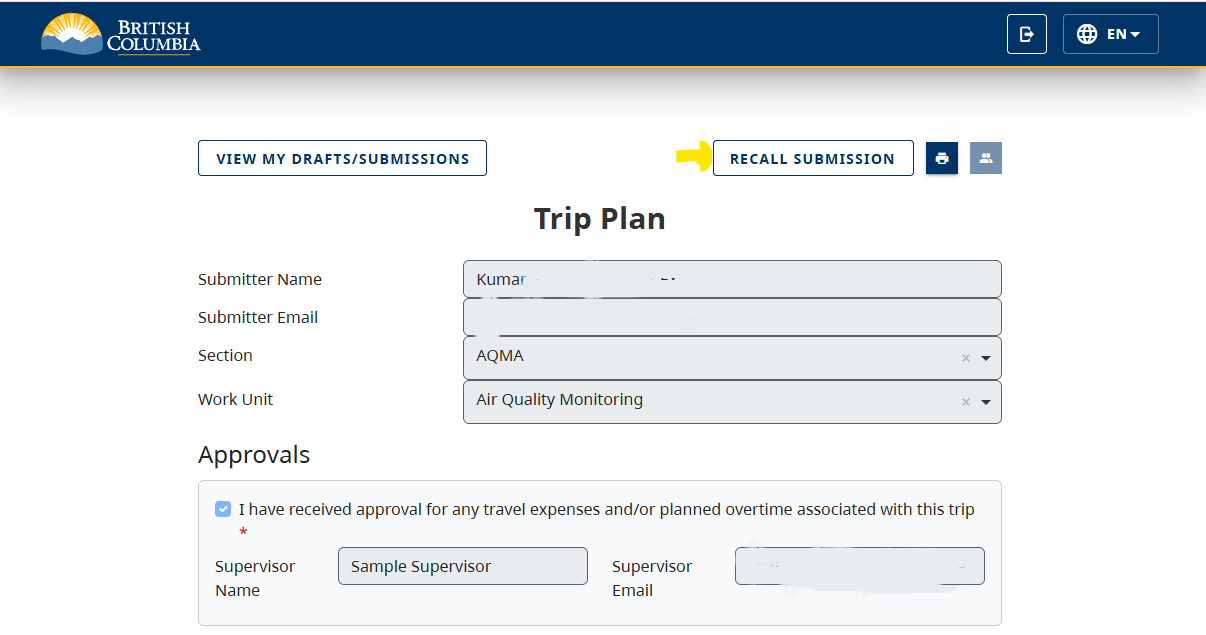 BRITISH
COLUMBIA
EN
VIEW MY DRAFTS/SUBMISSIONS
RECALL SUBMISSION
Trip Plan
Submitter Name
Kumar
Submitter Email
Section
AQMA
Work Unit
Air Quality Monitoring
Approvals
I have received approval for any travel expenses and/or planned overtime associated with this trip
*
Supervisor
Name
Sample Supervisor
Supervisor
Email